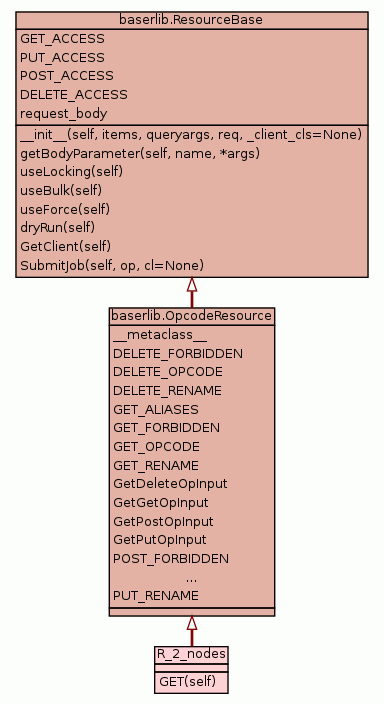 baserlib.ResourceBase
GET_ACCESS
PUT_ACCESS
POST_ACCESS
DELETE_ACCESS
request_body
__init__(self, items, queryargs, req, _client_cls=None)
getBodyParameter(self, name, *args)
useLocking(self)
useBulk(self)
useForce(self)
dryRun(self)
GetClient(self)
SubmitJob(self, op, cl=None)
baserlib.OpcodeResource
__metaclass__
DELETE_FORBIDDEN
DELETE_OPCODE
DELETE_RENAME
GET_ALIASES
GET_FORBIDDEN
GET_OPCODE
GET_RENAME
GetDeleteOpInput
GetGetOpInput
GetPostOpInput
GetPutOpInput
POST_FORBIDDEN
...
PUT_RENAME
R_2_nodes
GET(self)